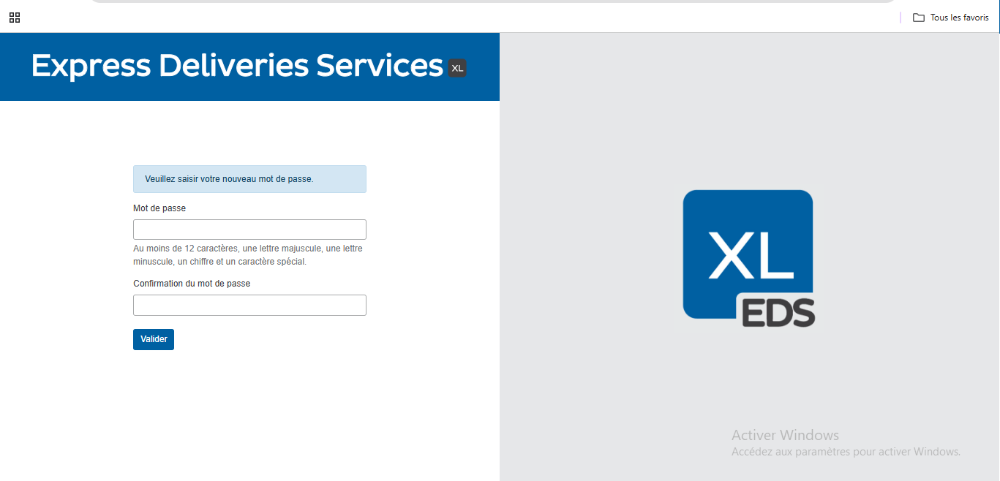 Tous les favoris
Express Deliveries Services XL
Veuillez saisir votre nouveau mot de passe.
Mot de passe
Au moins de 12 caractères, une lettre majuscule, une lettre
minuscule, un chiffre et un caractère spécial.
Confirmation du mot de passe
Valider
XL
EDS
Activer Windows
Accédez aux paramètres pour activer Windows.